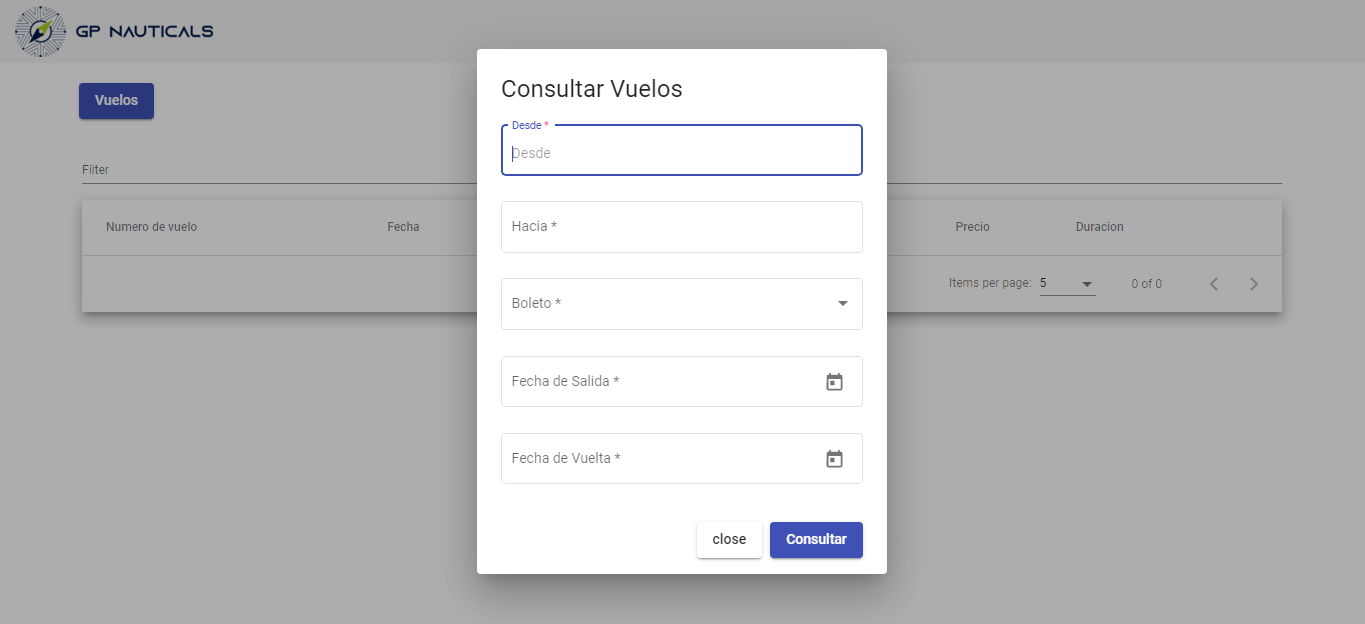 GP NAUTICALS
Vuelos
Filter
Numero de vuelo Fecha Precio Duracion
Items per page: 5 0 of 0
Consultar Vuelos
Desde *
Desde
Hacia *
Boleto *
Fecha de Salida *
Fecha de Vuelta *
close Consultar